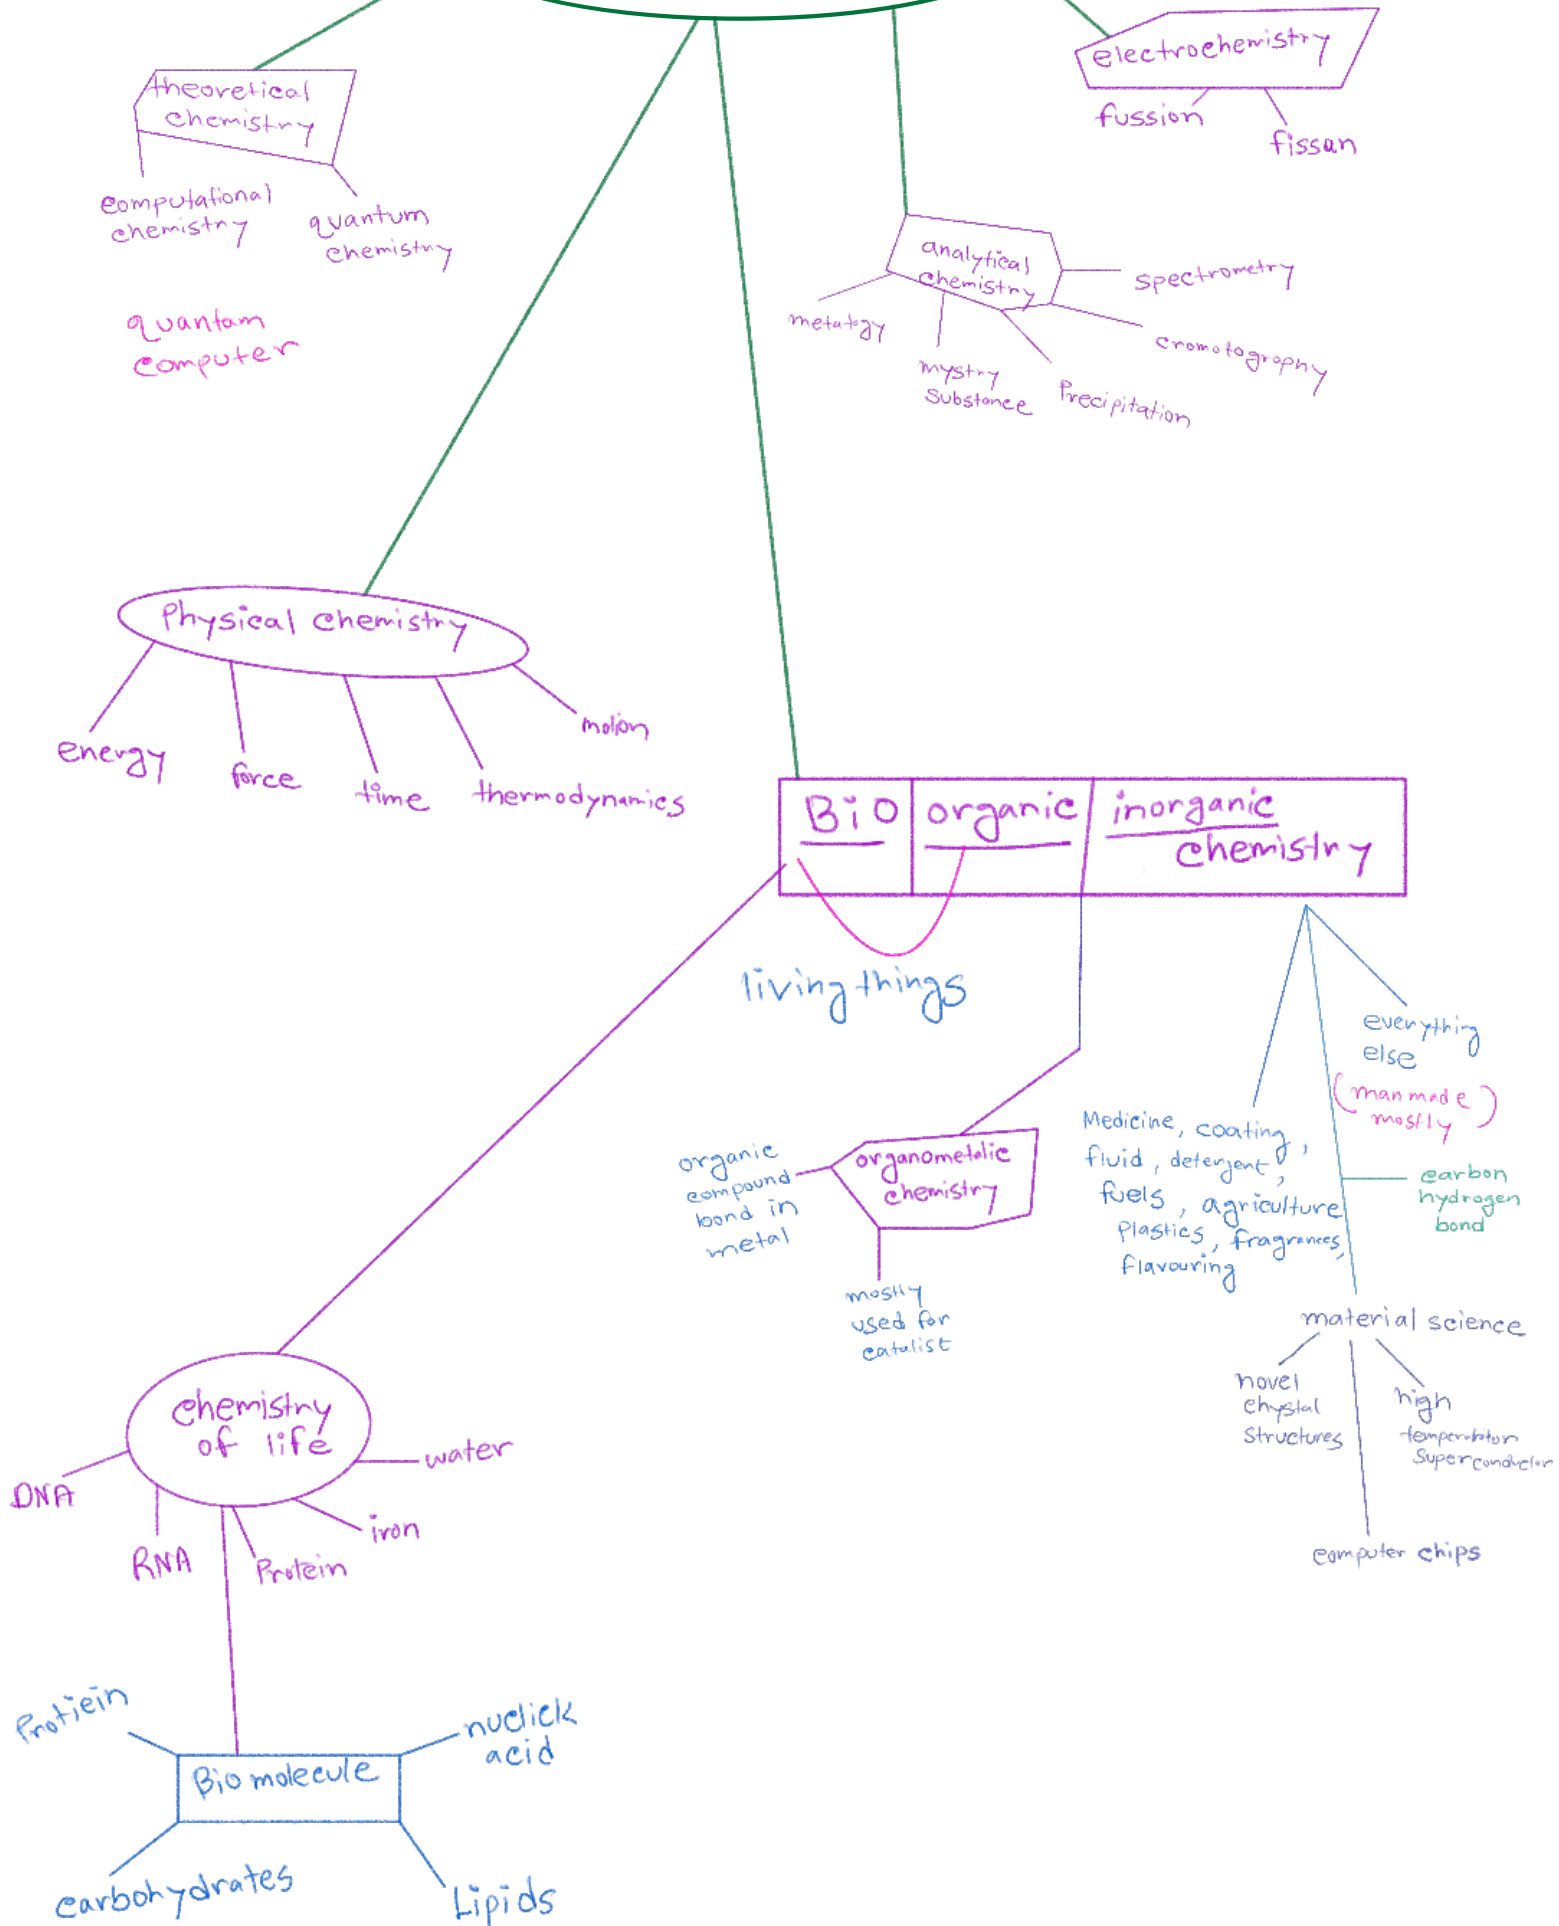 theoretical
chemistry
computational
chemistry
quantum
chemistry
quantam
computer
electrochemistry
fussion
fissan
analytical
chemistry
spectrometry
cromotography
Precipitation
mystry
Substance
metalogy
Physical chemistry
energy
force
time
thermodynamics
motion
BiO
organic
inorganic
chemistry
living things
everything
else
(man made
mostly)
carbon
hydrogen
bond
Medicine, coating,
fluid, detergent,
fuels, agriculture
plastics, fragrances,
flavouring
organometalic
chemistry
organic
compound
bond in
metal
mostly
used for
catalist
material science
novel
chystal
structures
high
temperator
Superconductor
computer chips
chemistry
of life
water
iron
Protein
RNA
DNA
Protiein
nuclick
acid
Bio molecule
carbohydrates
Lipids